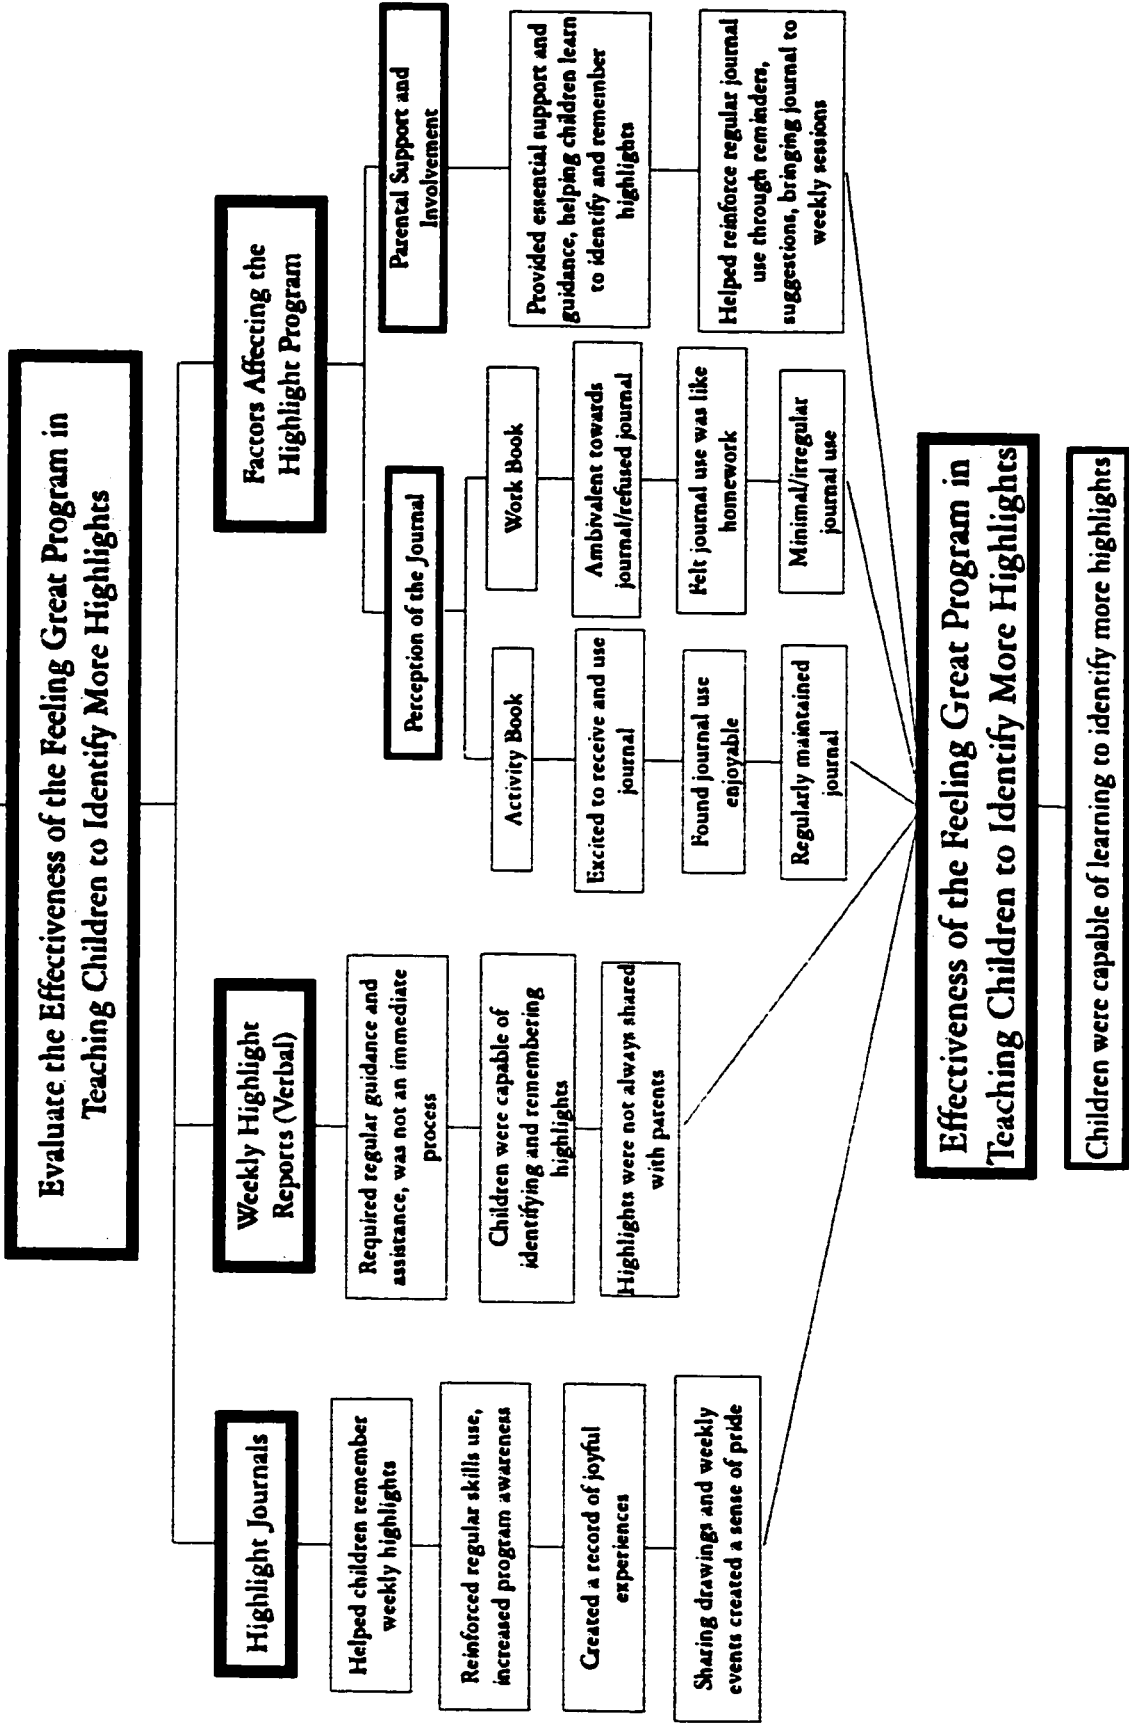 Evaluate the Effectiveness of the Feeling Great Program in
Teaching Children to Identify More Highlights
Highlight Journals
Helped children remember
weekly highlights
Reinforced regular skills use,
increased program awareness
Created a record of joyful
experiences
Sharing drawings and weekly
events created a sense of pride
Weekly Highlight
Reports (Verbal)
Required regular guidance and
assistance, was not an immediate
process
Children were capable of
identifying and remembering
highlights
Highlights were not always shared
with parents
Factors Affecting the
Highlight Program
Perception of the Journal
Activity Book
Excited to receive and use
journal
Found journal use
enjoyable
Regularly maintained
journal
Work Book
Ambivalent towards
journal/refused journal
Felt journal use was like
homework
Minimal/irregular
journal use
Parental Support and
Involvement
Provided essential support and
guidance, helping children learn
to identify and remember
highlights
Helped reinforce regular journal
use through reminders,
suggestions, bringing journal to
weekly sessions
Effectiveness of the Feeling Great Program in
Teaching Children to Identify More Highlights
Children were capable of learning to identify more highlights